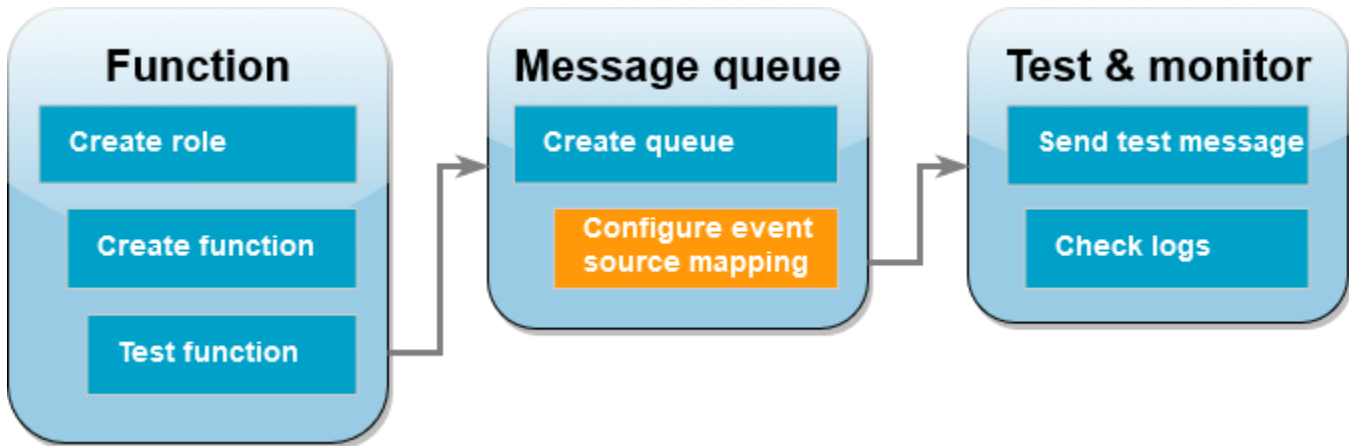 Function
Create role
Create function
Test function
Message queue
Create queue
Configure event
source mapping
Test & monitor
Send test message
Check logs